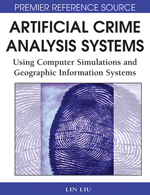 PREMIER REFERENCE SOURCE
ARTIFICIAL CRIME
ANALYSIS SYSTEMS
Using Computer Simulations and
Geographic Information Systems
LIN LIU